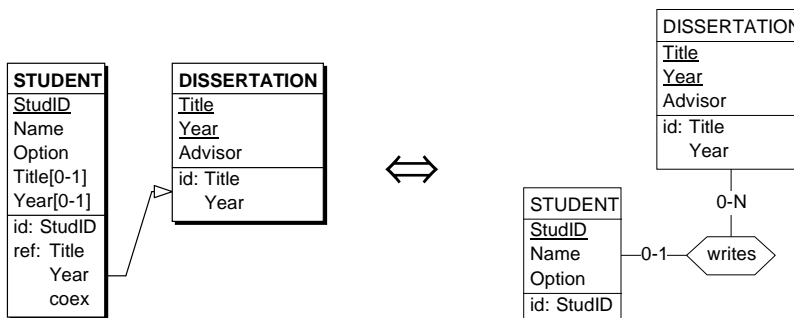 STUDENT
StudID
Name
Option
Title[0-1]
Year[0-1]
id: StudID
ref: Title
Year
coex
DISSERTATION
Title
Year
Advisor
id: Title
Year
⇔
STUDENT
StudID
Name
Option
id: StudID
0-1
writes
0-N
DISSERTATION
Title
Year
Advisor
id: Title
Year